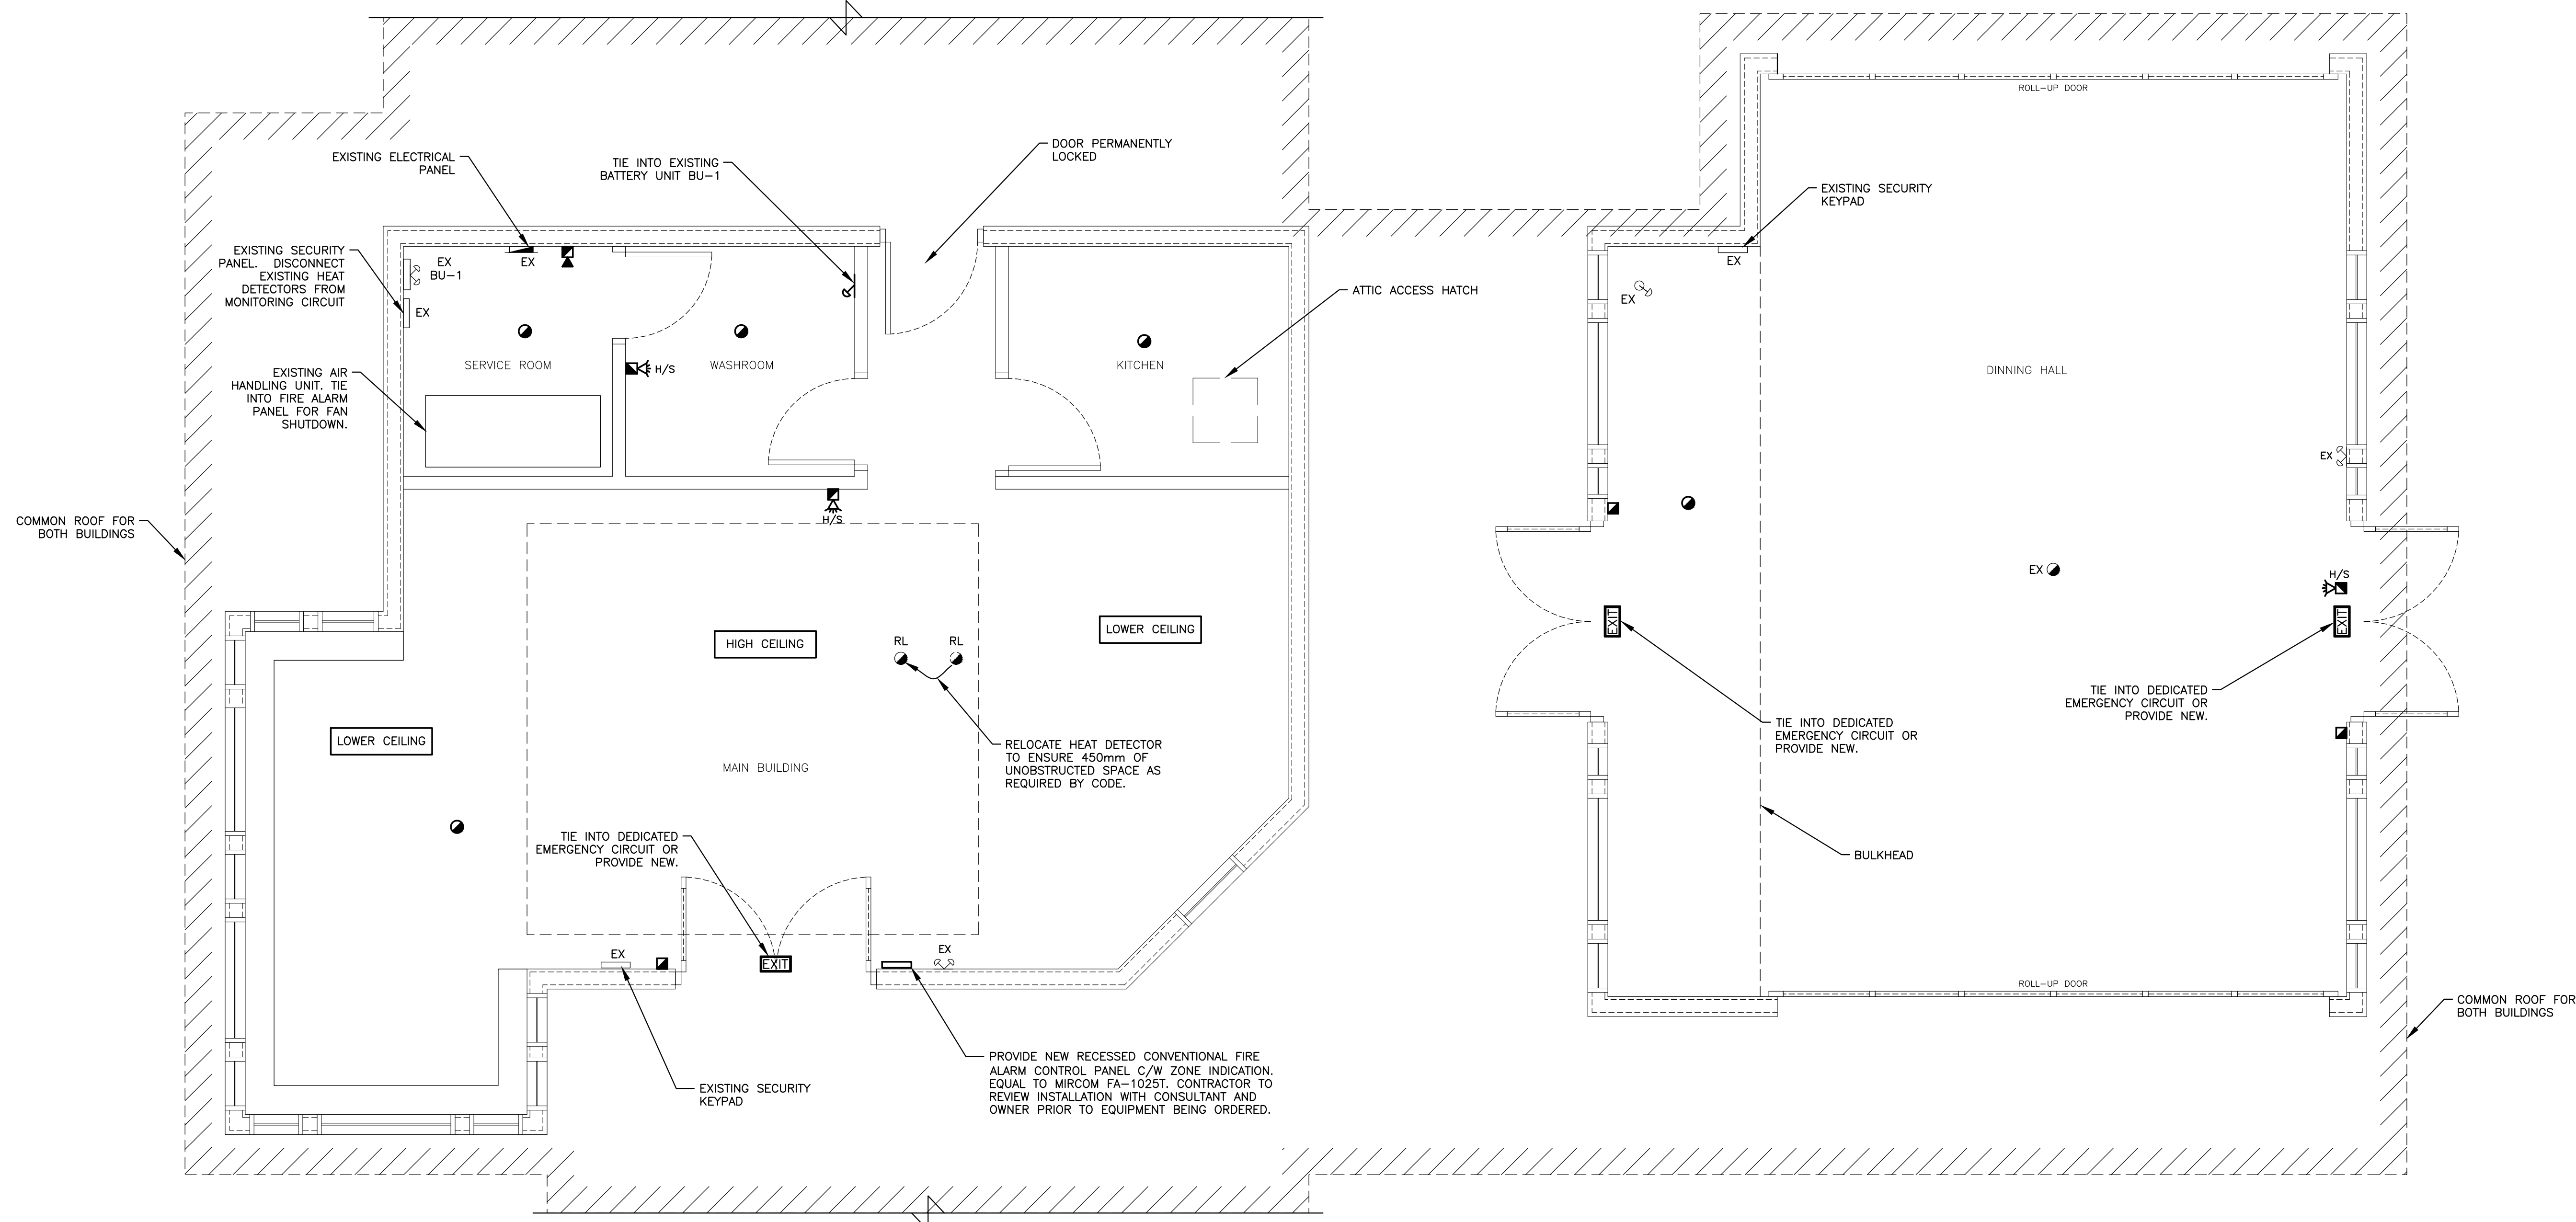 ROLL-UP DOOR
EXISTING ELECTRICAL
PANEL
TIE INTO EXISTING
BATTERY UNIT BU-1
DOOR PERMANENTLY
LOCKED
EXISTING SECURITY
KEYPAD
EX
EXISTING SECURITY
PANEL. DISCONNECT
EXISTING HEAT
DETECTORS FROM
MONITORING CIRCUIT
EX
BU-1
EX
EX
ATTIC ACCESS HATCH
EX
SERVICE ROOM
H/S
WASHROOM
KITCHEN
DINNING HALL
EXISTING AIR
HANDLING UNIT. TIE
INTO FIRE ALARM
PANEL FOR FAN
SHUTDOWN.
EX
H/S
COMMON ROOF FOR
BOTH BUILDINGS
EX
H/S
EXIT
EXIT
HIGH CEILING
LOWER CEILING
RL
RL
TIE INTO DEDICATED
EMERGENCY CIRCUIT OR
PROVIDE NEW.
TIE INTO DEDICATED
EMERGENCY CIRCUIT OR
PROVIDE NEW.
LOWER CEILING
MAIN BUILDING
RELOCATE HEAT DETECTOR
TO ENSURE 450mm OF
UNOBSTRUCTED SPACE AS
REQUIRED BY CODE.
TIE INTO DEDICATED
EMERGENCY CIRCUIT OR
PROVIDE NEW.
BULKHEAD
EX
EXIT
EX
ROLL-UP DOOR
COMMON ROOF FOR
BOTH BUILDINGS
EXISTING SECURITY
KEYPAD
PROVIDE NEW RECESSED CONVENTIONAL FIRE
ALARM CONTROL PANEL C/W ZONE INDICATION.
EQUAL TO MIRCOM FA-1025T. CONTRACTOR TO
REVIEW INSTALLATION WITH CONSULTANT AND
OWNER PRIOR TO EQUIPMENT BEING ORDERED.